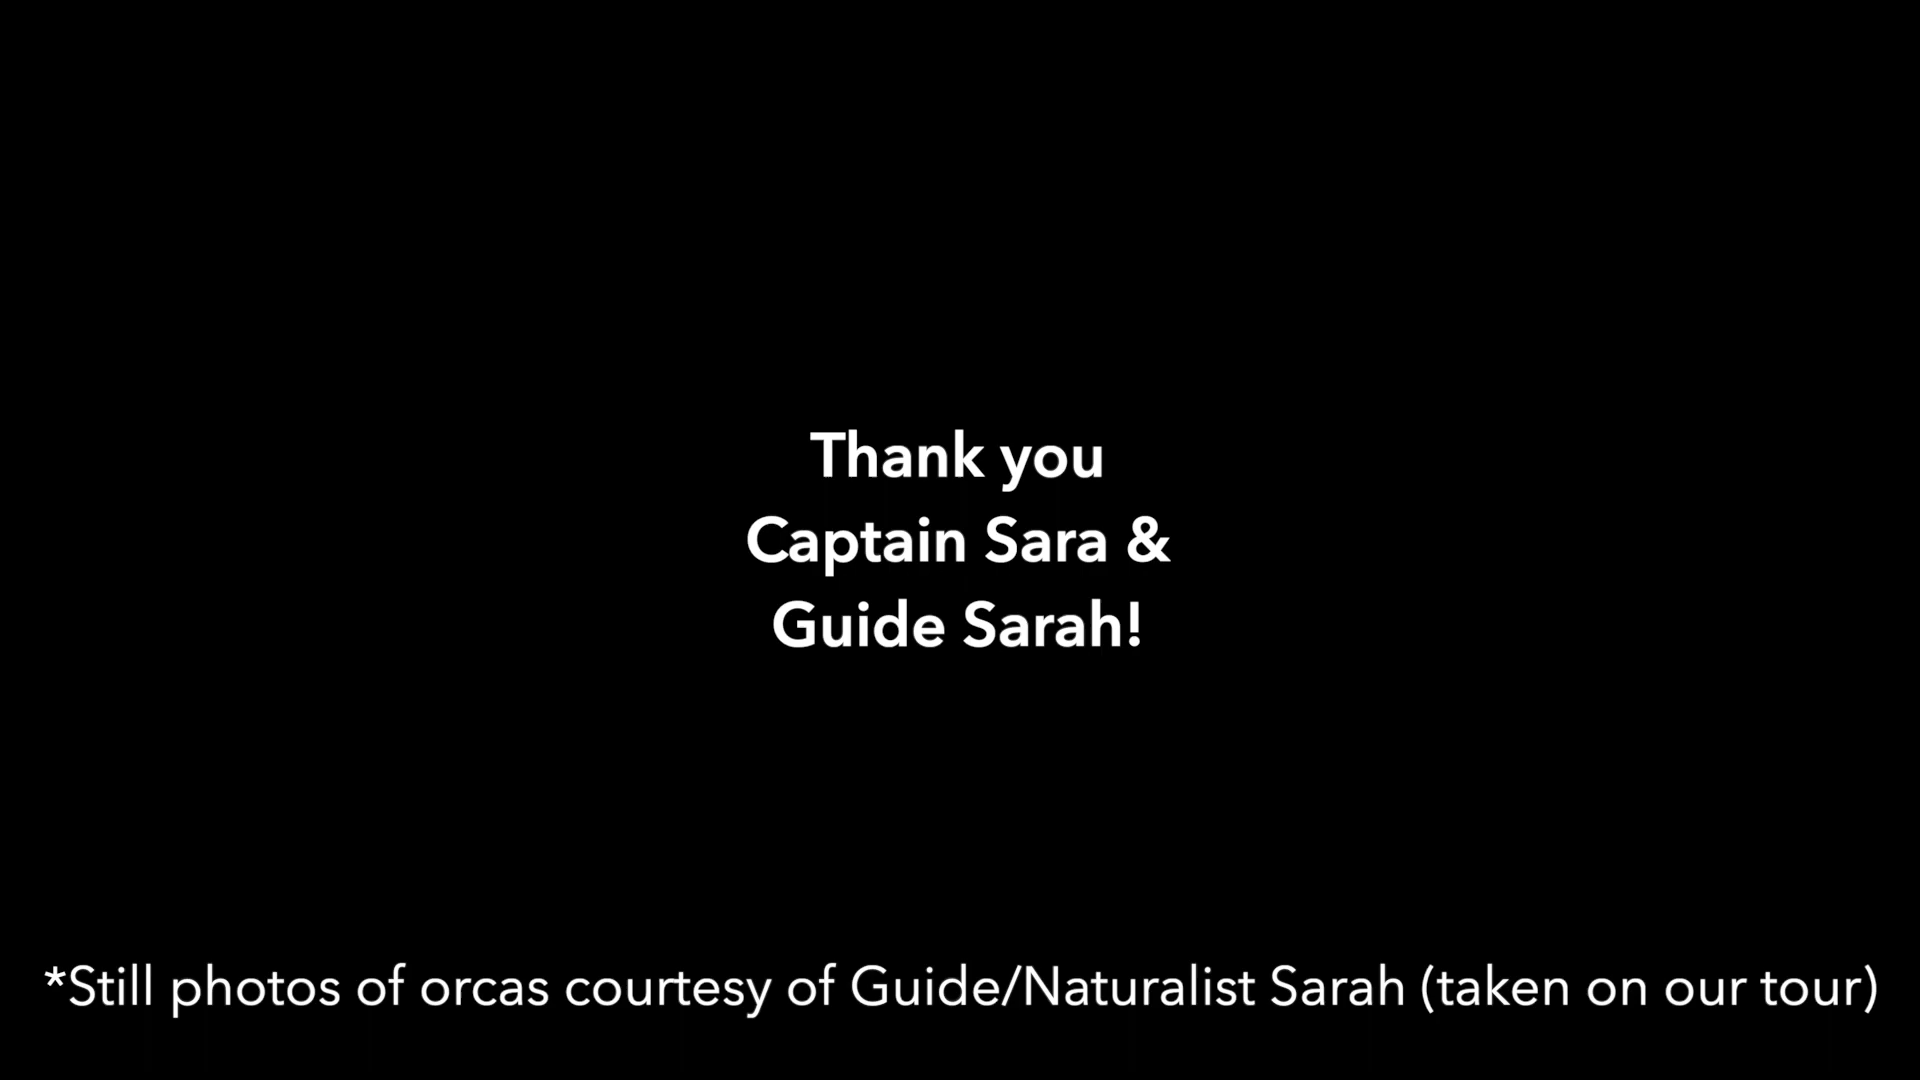 Thank you
Captain Sara &
Guide Sarah!
*Still photos of orcas courtesy of Guide/Naturalist Sarah (taken on our tour)